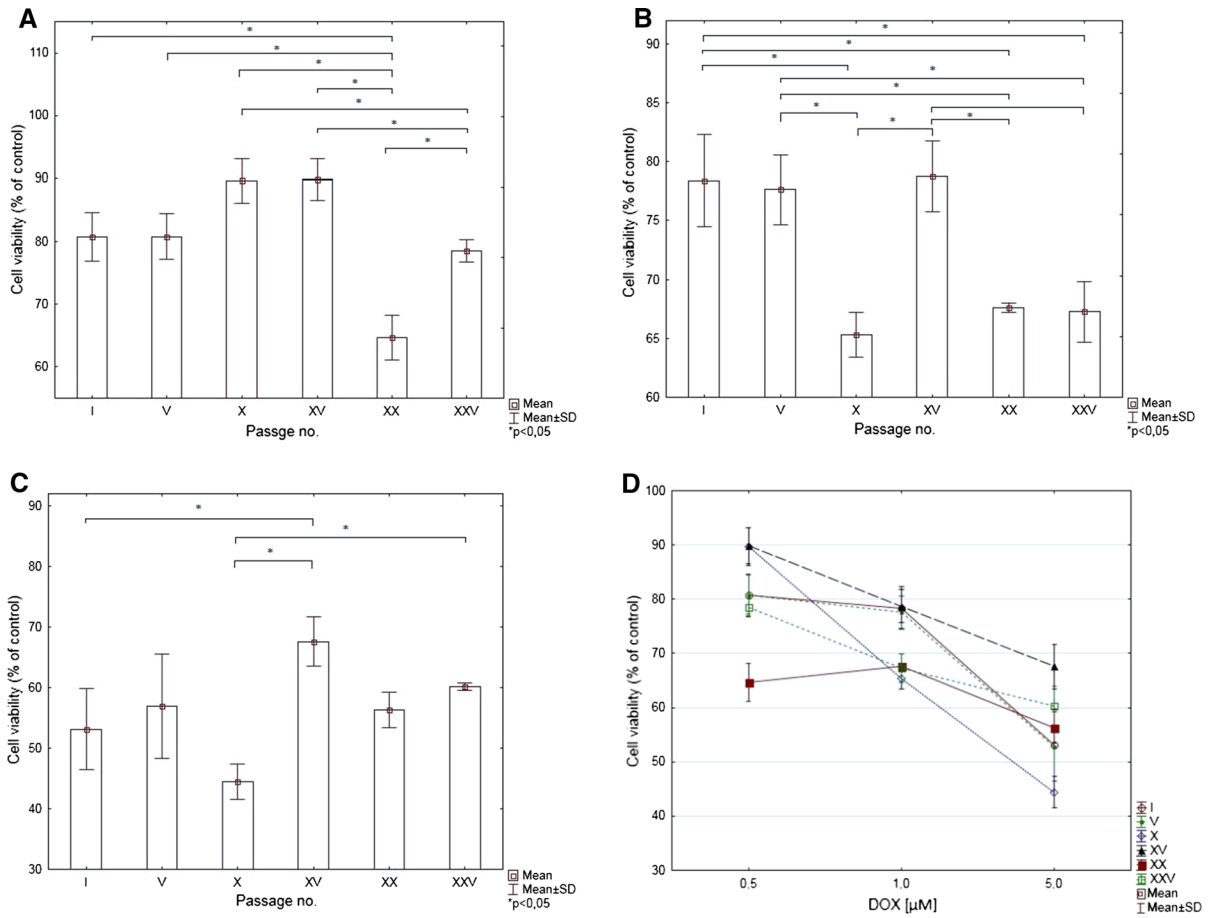 A
Cell viability (% of control)
110
100
90
80
70
60
* * * * * * *
I V X XV XX XXV
Passge no.
Mean
Mean±SD
*p<0,05
B
Cell viability (% of control)
90
85
80
75
70
65
60
* * * * * * * *
I V X XV XX XXV
Passage no.
Mean
Mean±SD
*p<0,05
C
Cell viability (% of control)
90
80
70
60
50
40
30
* * *
I V X XV XX XXV
Passage no.
Mean
Mean±SD
*p<0,05
D
Cell viability (% of control)
100
90
80
70
60
50
40
30
0.5 1.0 5.0
DOX [µM]
I
V
X
XV
XX
XXV
Mean
Mean±SD